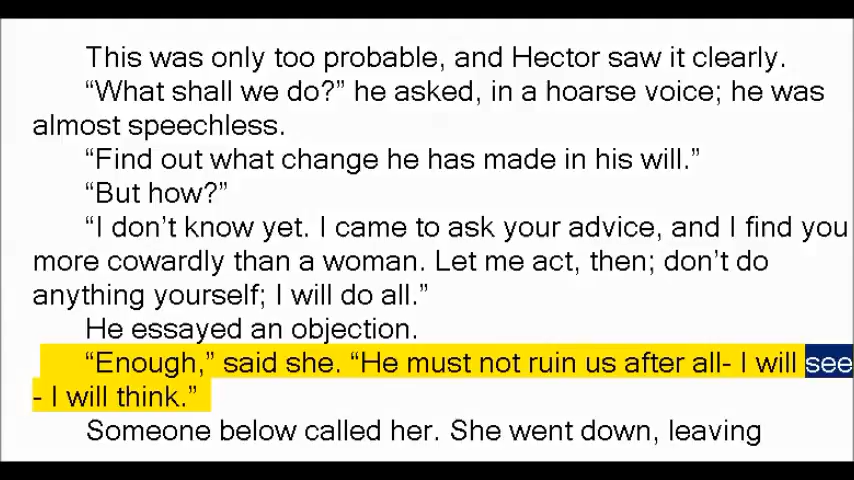 This was only too probable, and Hector saw it clearly.
“What shall we do?” he asked, in a hoarse voice; he was
almost speechless.
“Find out what change he has made in his will.”
“But how?”
“I don’t know yet. I came to ask your advice, and I find you
more cowardly than a woman. Let me act, then; don’t do
anything yourself; I will do all.”
He essayed an objection.
“Enough,” said she. “He must not ruin us after all- I will see
- I will think.”
Someone below called her. She went down, leaving